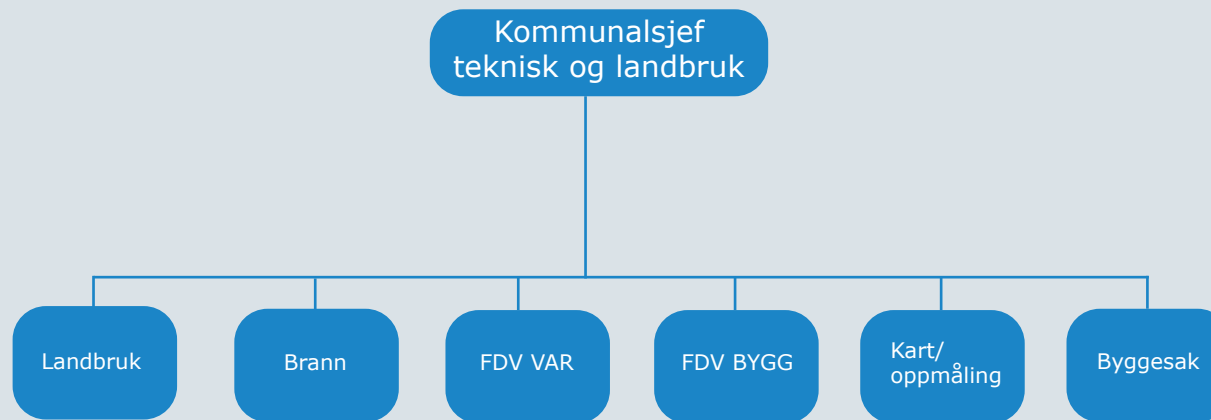 Kommunalsjef
teknisk og landbruk
Landbruk
Brann
FDV VAR
FDV BYGG
Kart/
oppmåling
Byggesak